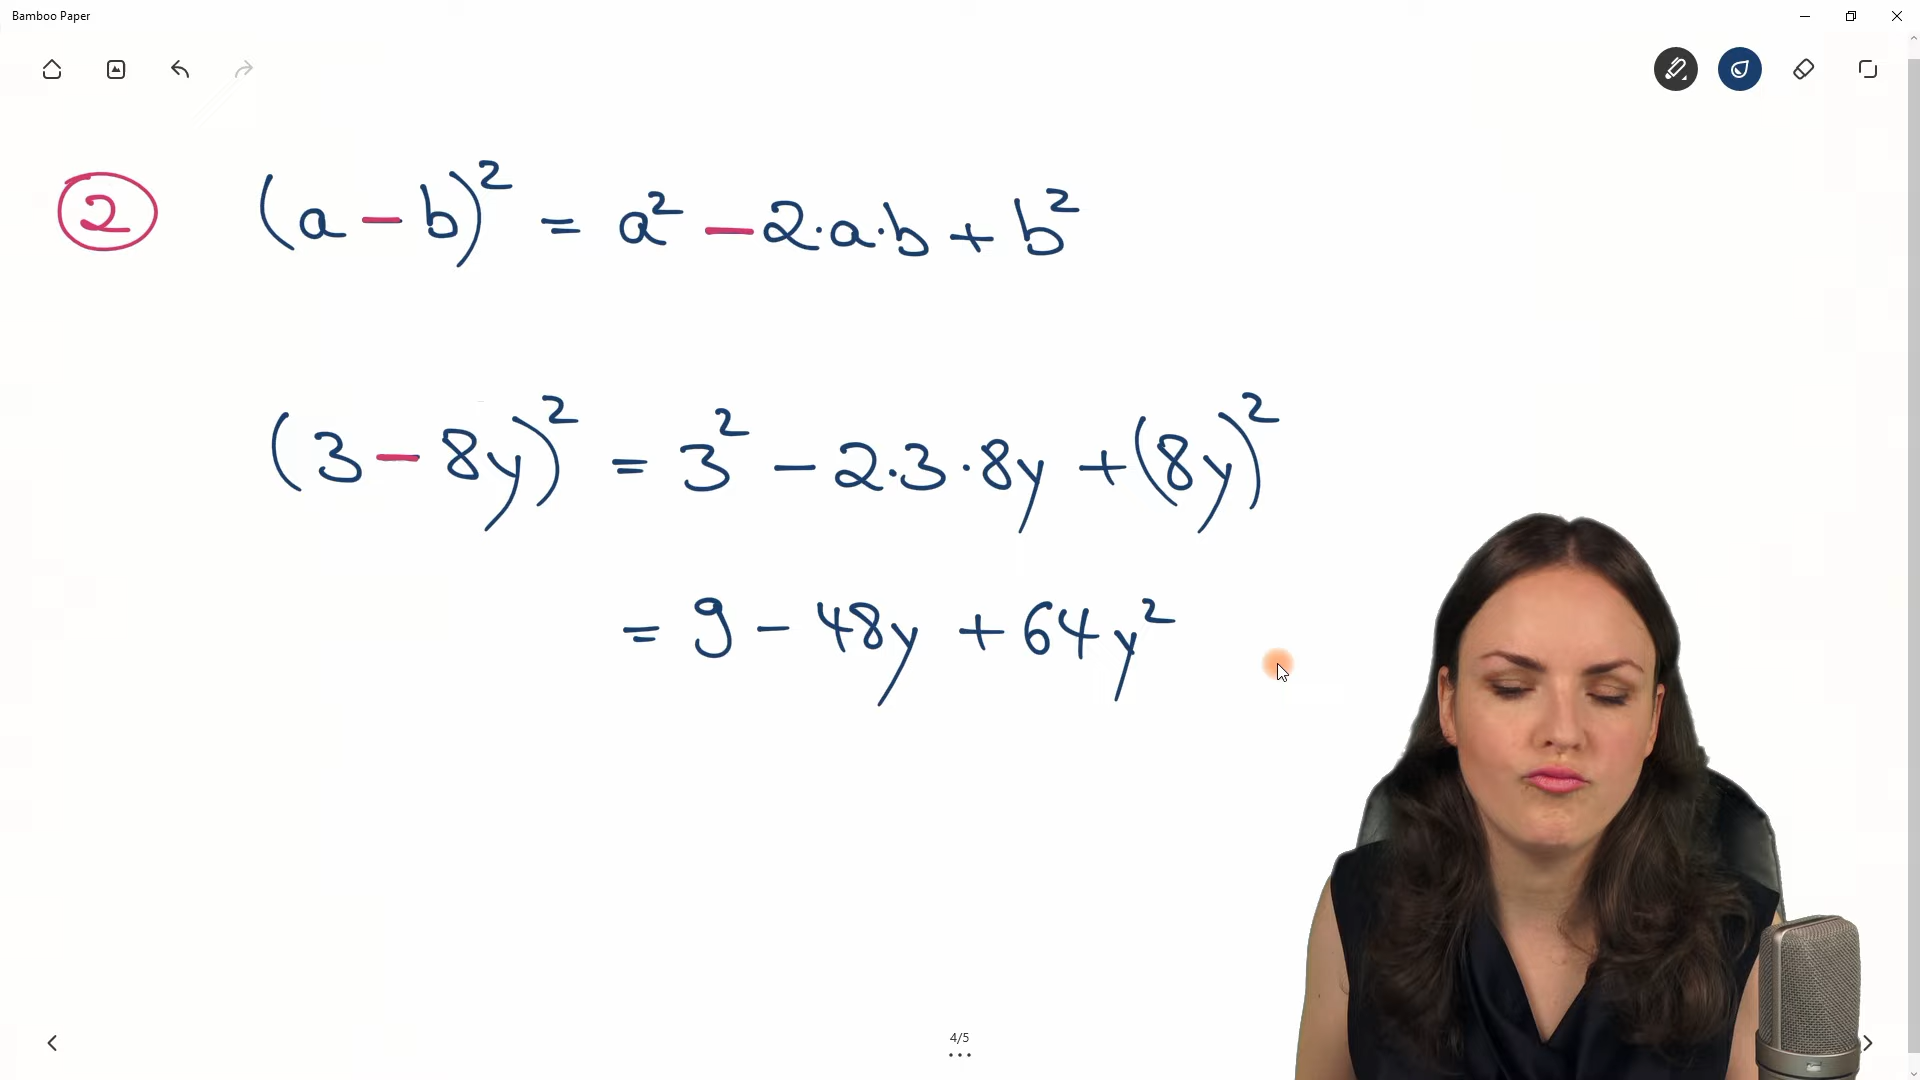 Bamboo Paper
2 (a - b)² = a² - 2·a·b + b²
(3 - 8y)² = 3² - 2·3·8y + (8y)²
= 9 - 48y + 64y²
4/5